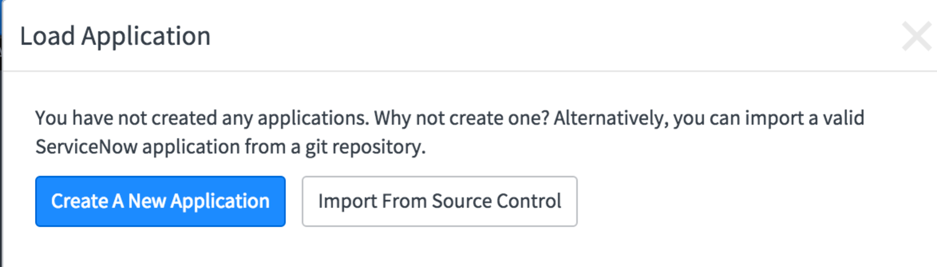 Load Application
You have not created any applications. Why not create one? Alternatively, you can import a valid
ServiceNow application from a git repository.
Create A New Application
Import From Source Control